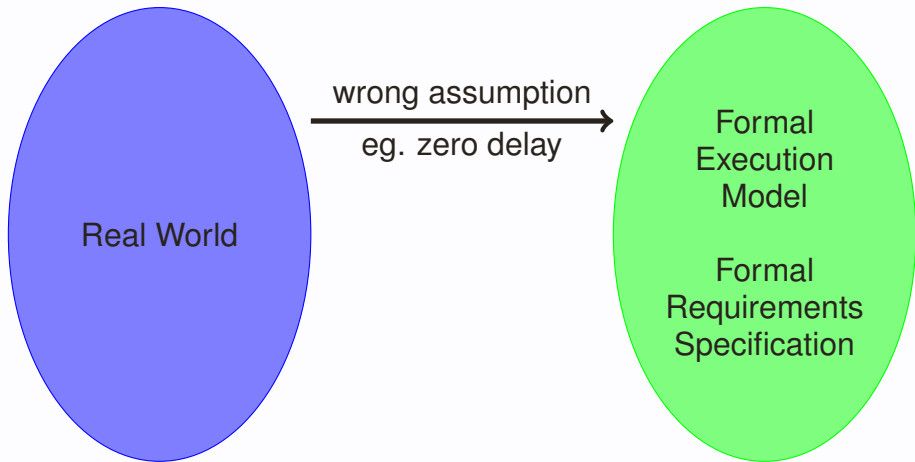 wrong assumption
eg. zero delay
Real World
Formal
Execution
Model
Formal
Requirements
Specification